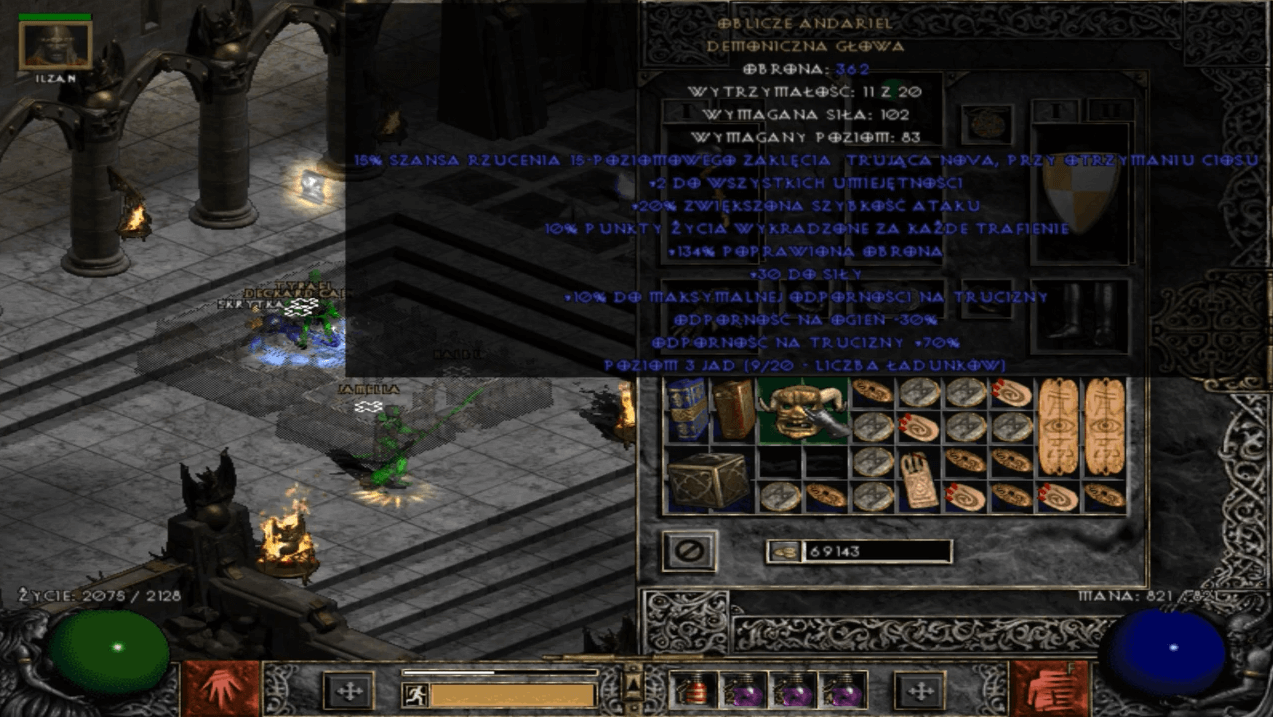 ILZAN
OBLICZE ANDARIEL
DEMONICZNA GŁOWA
OBRONA: 362
WYTRZYMAŁOŚĆ: 11 Z 20
WYMAGANA SIŁA: 102
WYMAGANY POZIOM: 83
15% SZANSA RZUCENIA 15-POZIOMOWEGO ZAKLĘCIA TRUJĄCA NOVA, PRZY OTRZYMANIU CIOSU
+2 DO WSZYSTKICH UMIEJĘTNOŚCI
+20% ZWIĘKSZONA SZYBKOŚĆ ATAKU
10% PUNKTY ŻYCIA WYKRADZONE ZA KAŻDE TRAFIENIE
+134% POPRAWIONA OBRONA
+30 DO SIŁY
+10% DO MAKSYMALNEJ ODPORNOŚCI NA TRUCIZNY
ODPORNOŚĆ NA OGIEŃ -30%
ODPORNOŚĆ NA TRUCIZNY +70%
POZIOM 3 JAD (9/20 - LICZBA ŁADUNKÓW)
DECKARD
SKRYTKA
JAMELLA
69143
ŻYCIE: 2075 / 2128
MANA: 821 / 821
F